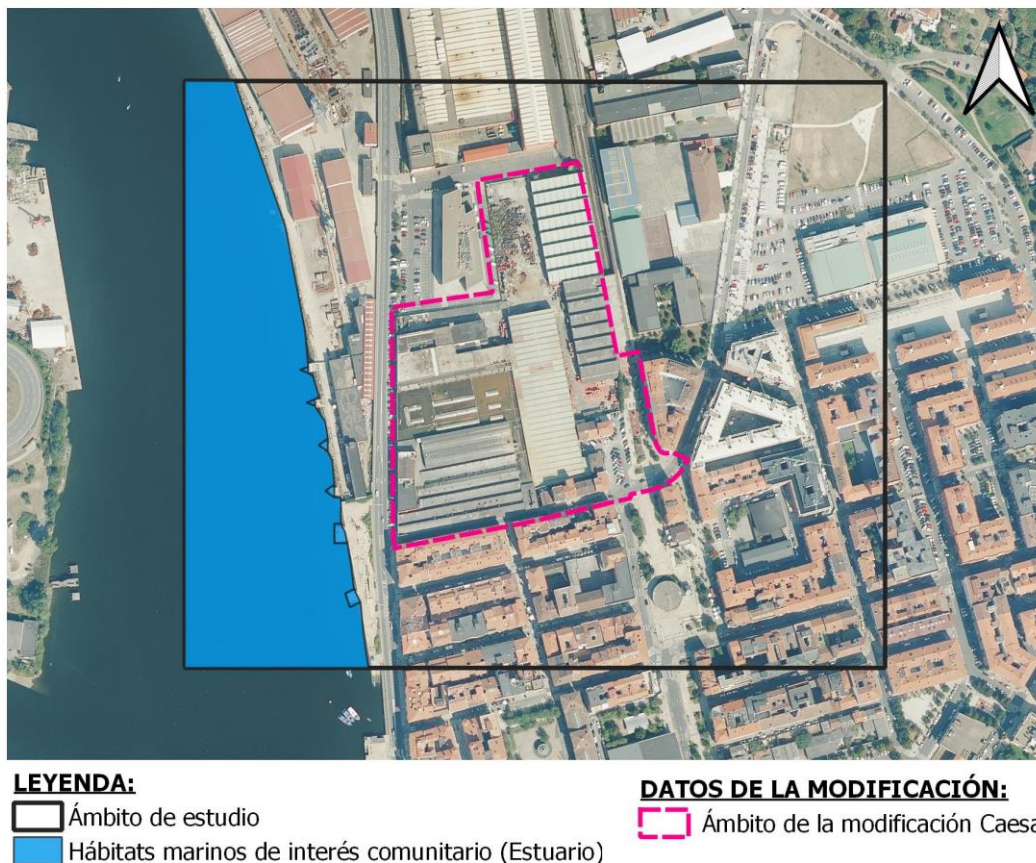 LEYENDA:
Ámbito de estudio
Hábitats marinos de interés comunitario (Estuario)
DATOS DE LA MODIFICACIÓN:
Ámbito de la modificación Caesa